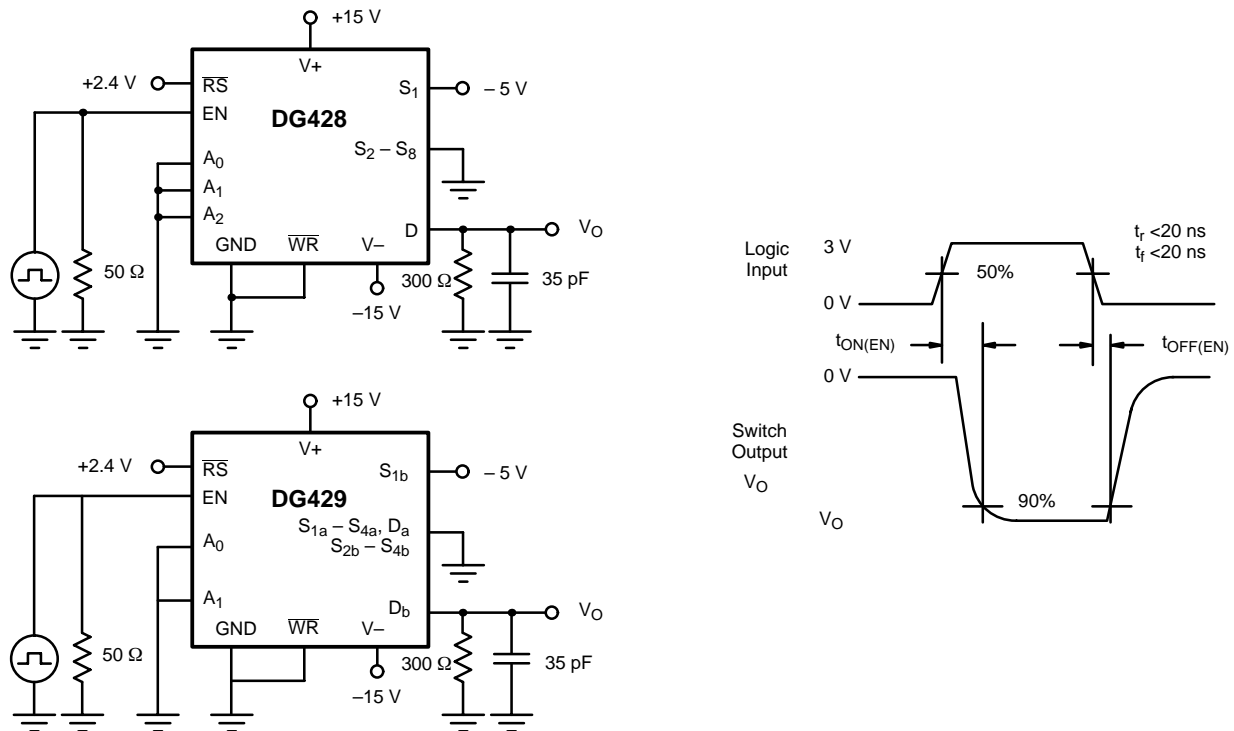 +15 V
V+
+2.4 V
RS
S1
– 5 V
EN
DG428
S2 – S8
A0
A1
A2
D
VO
GND
WR
V–
50 Ω
300 Ω
35 pF
–15 V
+15 V
V+
+2.4 V
RS
S1b
– 5 V
EN
DG429
S1a – S4a, Da
S2b – S4b
A0
A1
Db
VO
GND
WR
V–
50 Ω
300 Ω
35 pF
–15 V
Logic
Input
3 V
50%
tr <20 ns
tf <20 ns
0 V
tON(EN)
tOFF(EN)
0 V
Switch
Output
VO
90%
VO